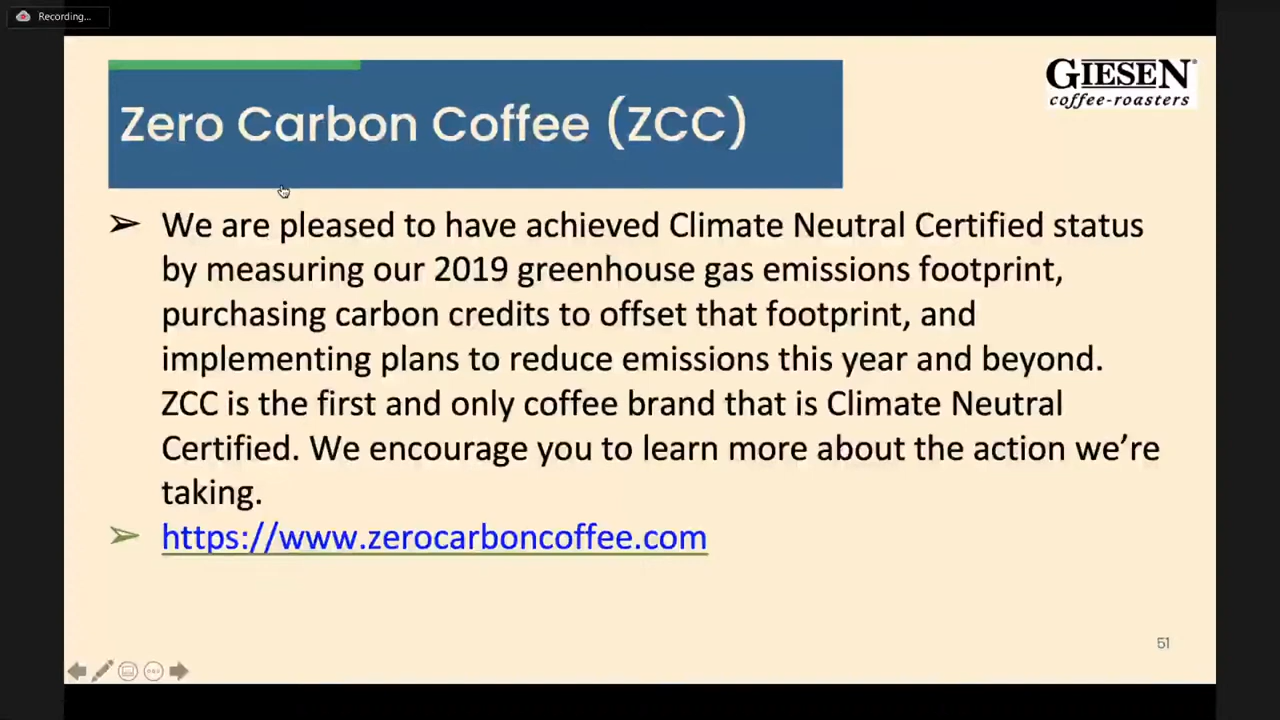 Recording...
GIESEN
coffee-roasters
Zero Carbon Coffee (ZCC)
➢ We are pleased to have achieved Climate Neutral Certified status
by measuring our 2019 greenhouse gas emissions footprint,
purchasing carbon credits to offset that footprint, and
implementing plans to reduce emissions this year and beyond.
ZCC is the first and only coffee brand that is Climate Neutral
Certified. We encourage you to learn more about the action we’re
taking.
➢ https://www.zerocarboncoffee.com
51